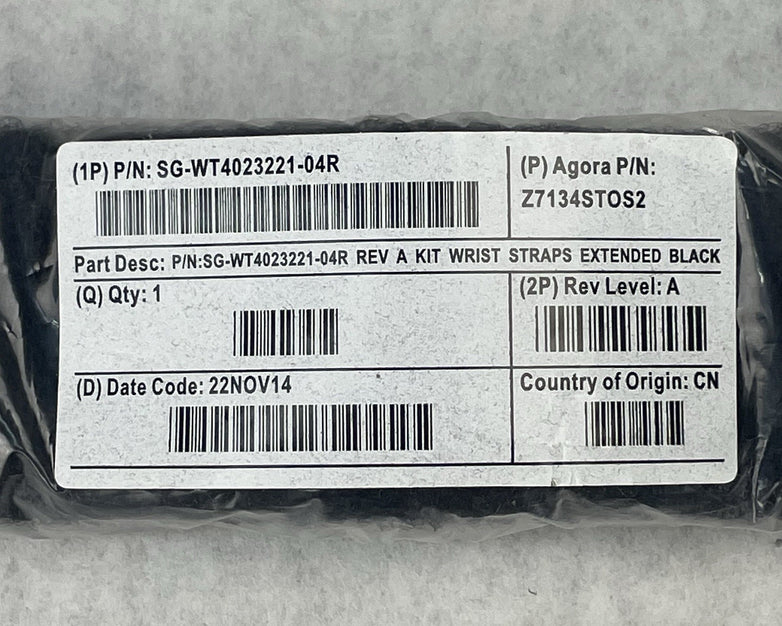 (1P) P/N: SG-WT4023221-04R
(P) Agora P/N:
Z7134STOS2
Part Desc: P/N:SG-WT4023221-04R REV A KIT WRIST STRAPS EXTENDED BLACK
(Q) Qty: 1
(2P) Rev Level: A
(D) Date Code: 22NOV14
Country of Origin: CN